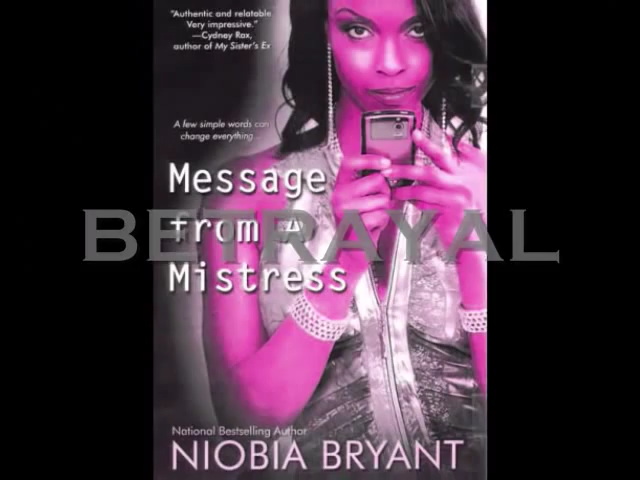 "Authentic and relatable
Very impressive."
—Cydney Rax,
author of My Sister's Ex
A few simple words can
change everything...
Message
from a
BETRAYAL
Mistress
National Bestselling Author
NIOBIA BRYANT